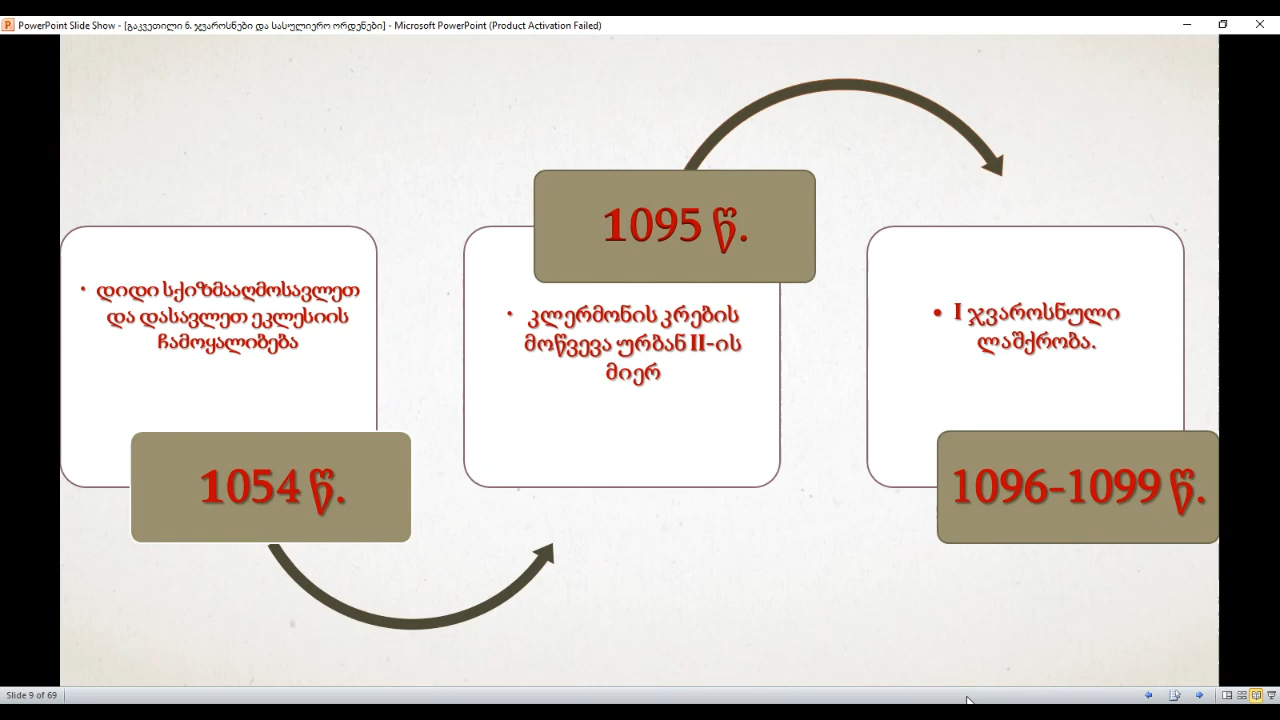 PowerPoint Slide Show - [გაკვეთილი 6. ჯვაროსნები და სასულიერო ორდენები] - Microsoft PowerPoint (Product Activation Failed)
• დიდი სქიზმააღმოსავლეთ
და დასავლეთ ეკლესიის
ჩამოყალიბება
1054 წ.
1095 წ.
• კლერმონის კრების
მოწვევა ურბან II-ის
მიერ
• I ჯვაროსნული
ლაშქრობა.
1096-1099 წ.
Slide 9 of 69